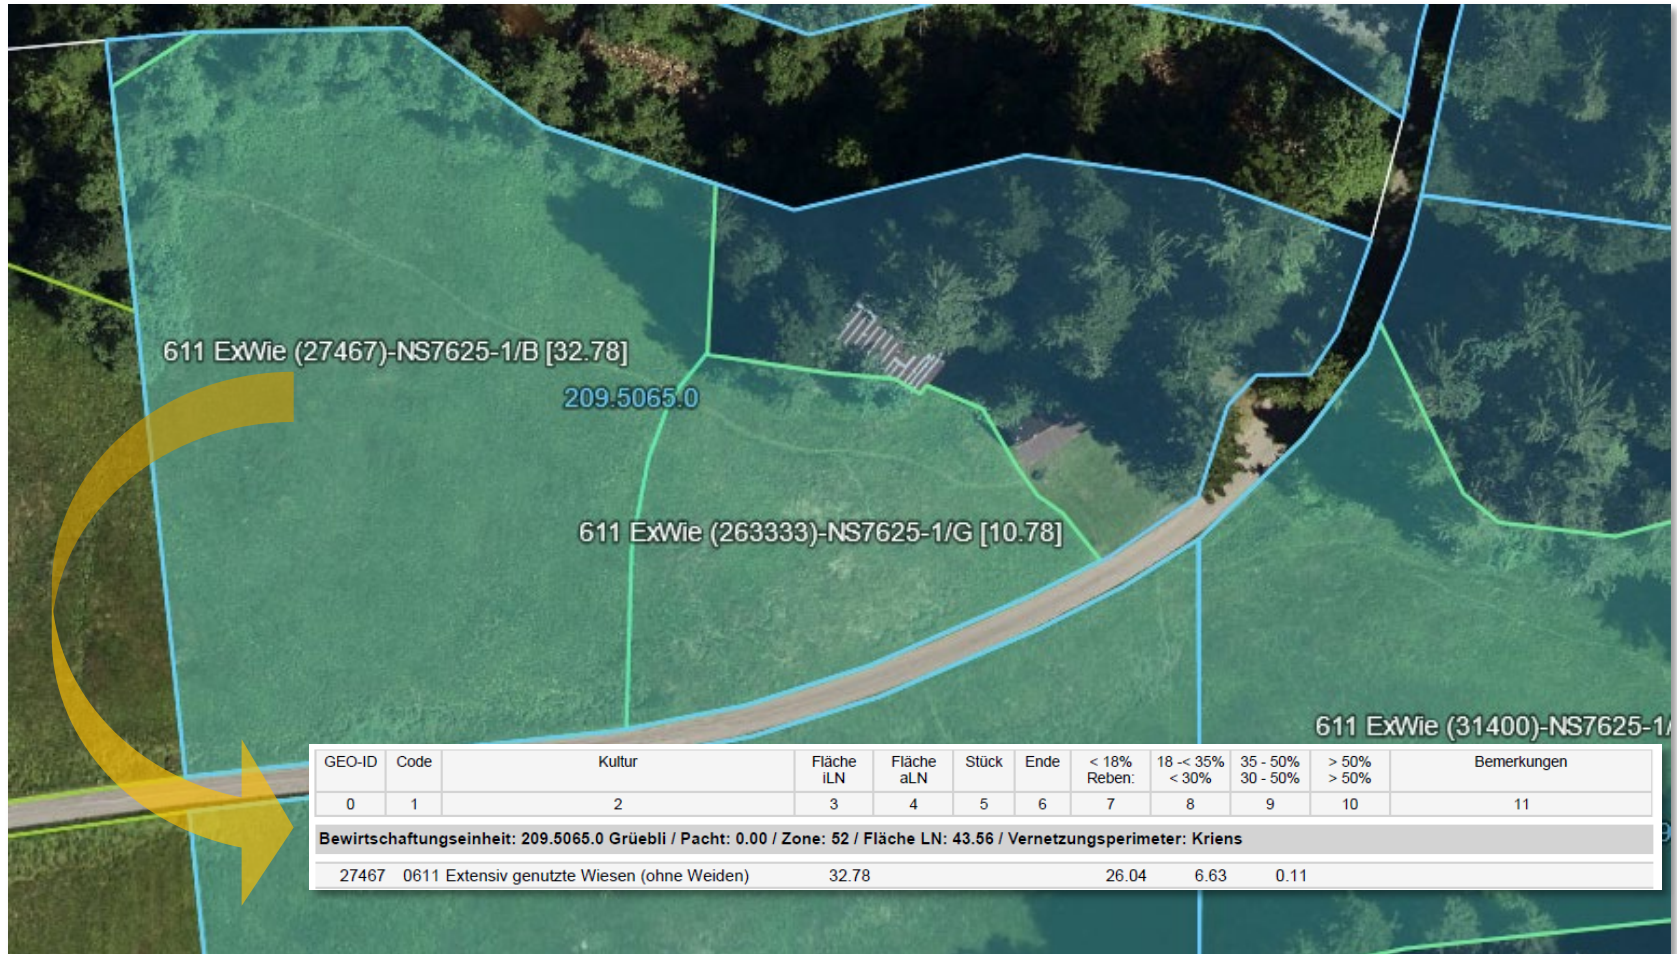 611 ExWie (27467)-NS7625-1/B [32.78]
209.5065.0
611 ExWie (263333)-NS7625-1/G [10.78]
611 ExWie (31400)-NS7625-1/
GEO-ID Code Kultur Fläche iLN Fläche aLN Stück Ende < 18% Reben: 18 -< 35% < 30% 35 - 50% 30 - 50% > 50% > 50% Bemerkungen
0 1 2 3 4 5 6 7 8 9 10 11
Bewirtschaftungseinheit: 209.5065.0 Grüebli / Pacht: 0.00 / Zone: 52 / Fläche LN: 43.56 / Vernetzungsperimeter: Kriens
27467 0611 Extensiv genutzte Wiesen (ohne Weiden) 32.78 26.04 6.63 0.11